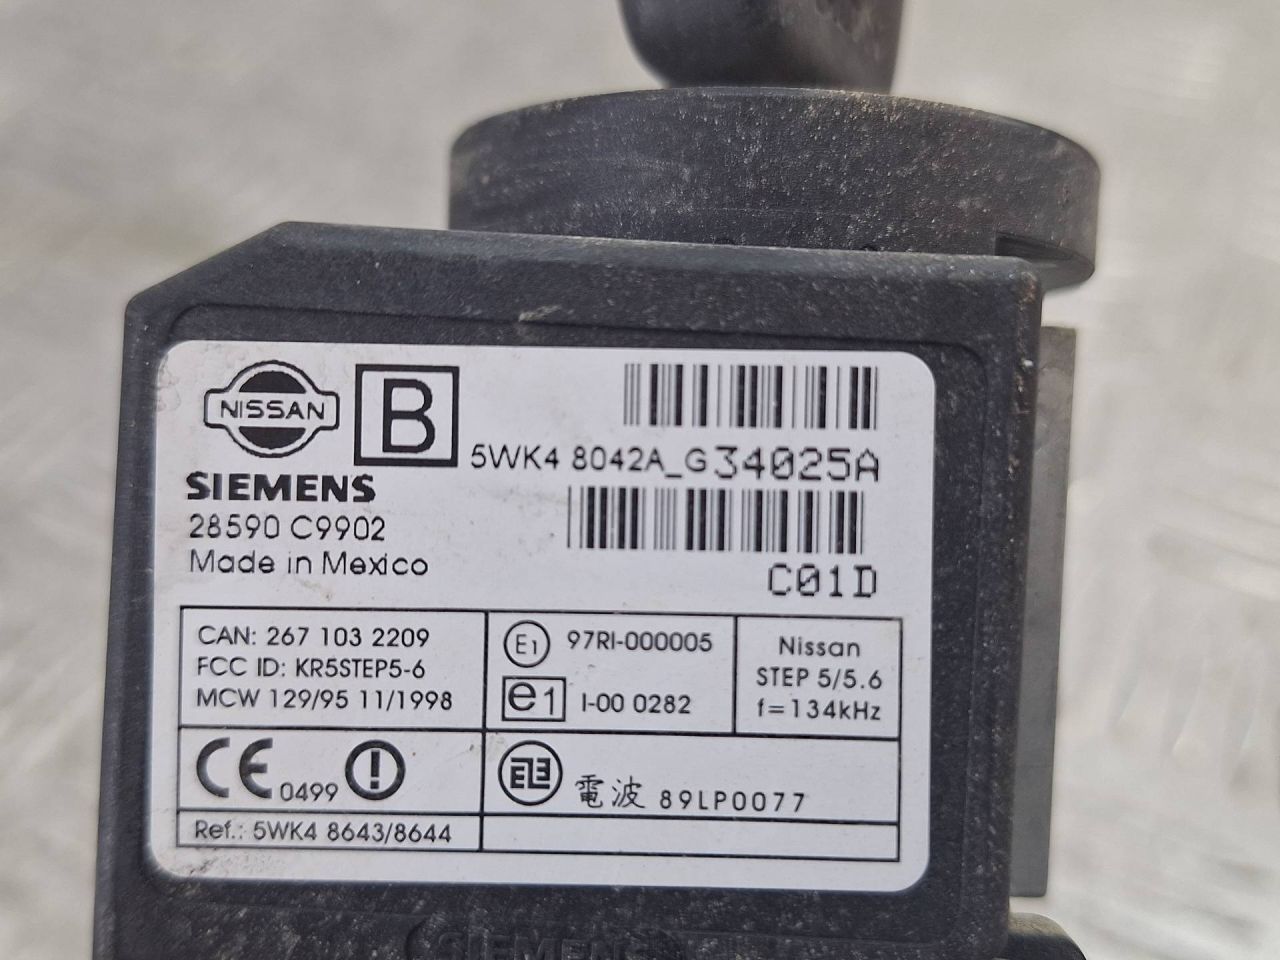 NISSAN
B
5WK4 8042A_G34025A
SIEMENS
28590 C9902
Made in Mexico
C01D
CAN: 267 103 2209
FCC ID: KR5STEP5-6
MCW 129/95 11/1998
E1 97RI-000005
e1 I-00 0282
Nissan
STEP 5/5.6
f=134kHz
CE 0499
電波 89LP0077
Ref.: 5WK4 8643/8644
SIEMENS